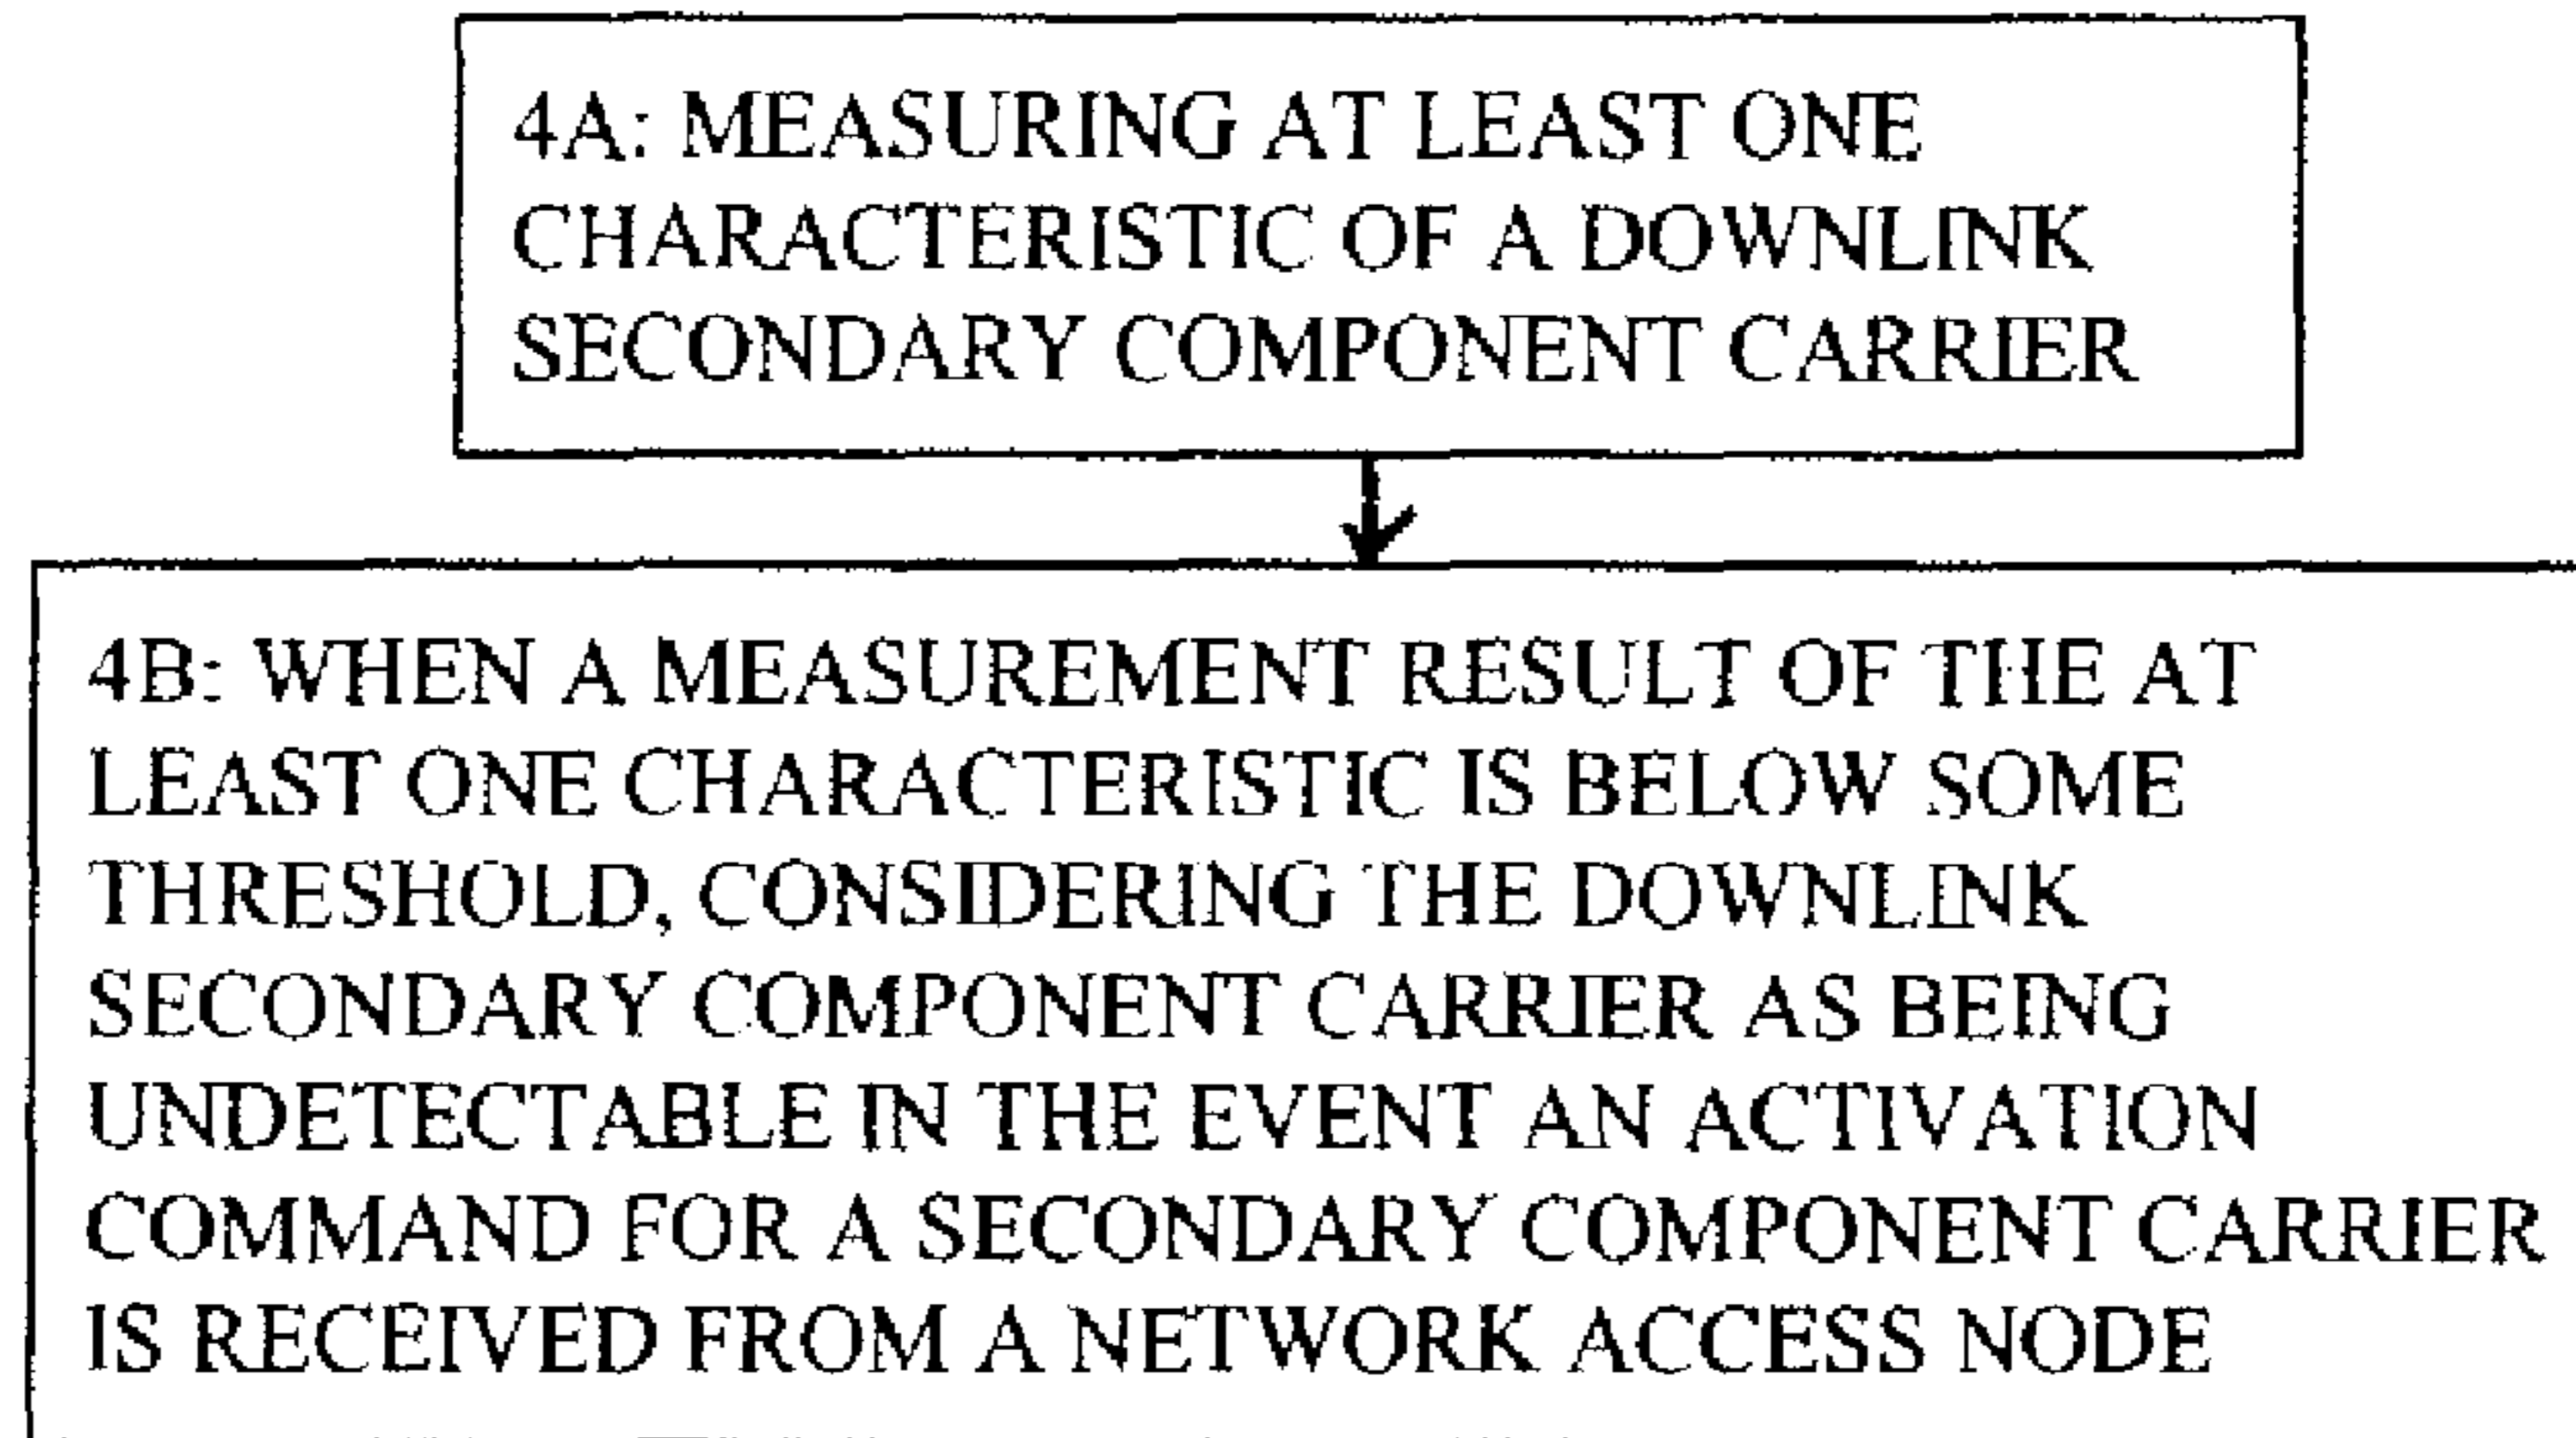 4A: MEASURING AT LEAST ONE
CHARACTERISTIC OF A DOWNLINK
SECONDARY COMPONENT CARRIER
4B: WHEN A MEASUREMENT RESULT OF THE AT
LEAST ONE CHARACTERISTIC IS BELOW SOME
THRESHOLD, CONSIDERING THE DOWNLINK
SECONDARY COMPONENT CARRIER AS BEING
UNDETECTABLE IN THE EVENT AN ACTIVATION
COMMAND FOR A SECONDARY COMPONENT CARRIER
IS RECEIVED FROM A NETWORK ACCESS NODE